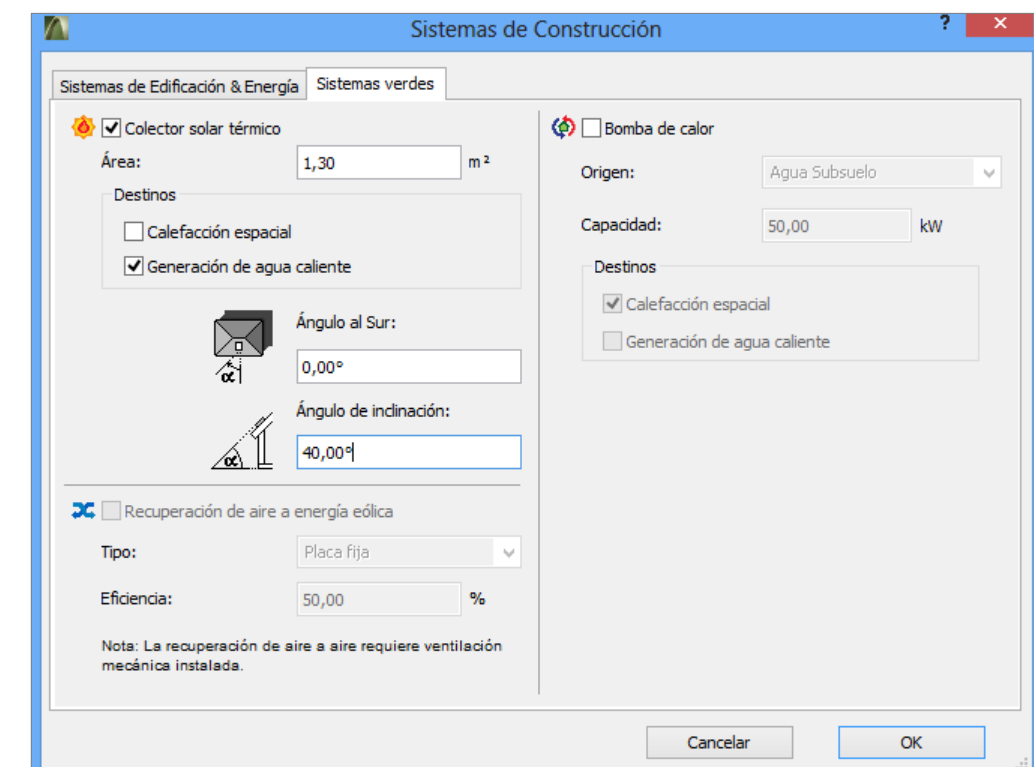 Sistemas de Construcción
?
×
Sistemas de Edificación & Energía
Sistemas verdes
Colector solar térmico
Área:
1,30
m²
Destinos
Calefacción espacial
Generación de agua caliente
Ángulo al Sur:
0,00°
α
Ángulo de inclinación:
40,00°
α
Recuperación de aire a energía eólica
Tipo:
Placa fija
Eficiencia:
50,00
%
Nota: La recuperación de aire a aire requiere ventilación
mecánica instalada.
Bomba de calor
Origen:
Agua Subsuelo
Capacidad:
50,00
kW
Destinos
Calefacción espacial
Generación de agua caliente
Cancelar
OK